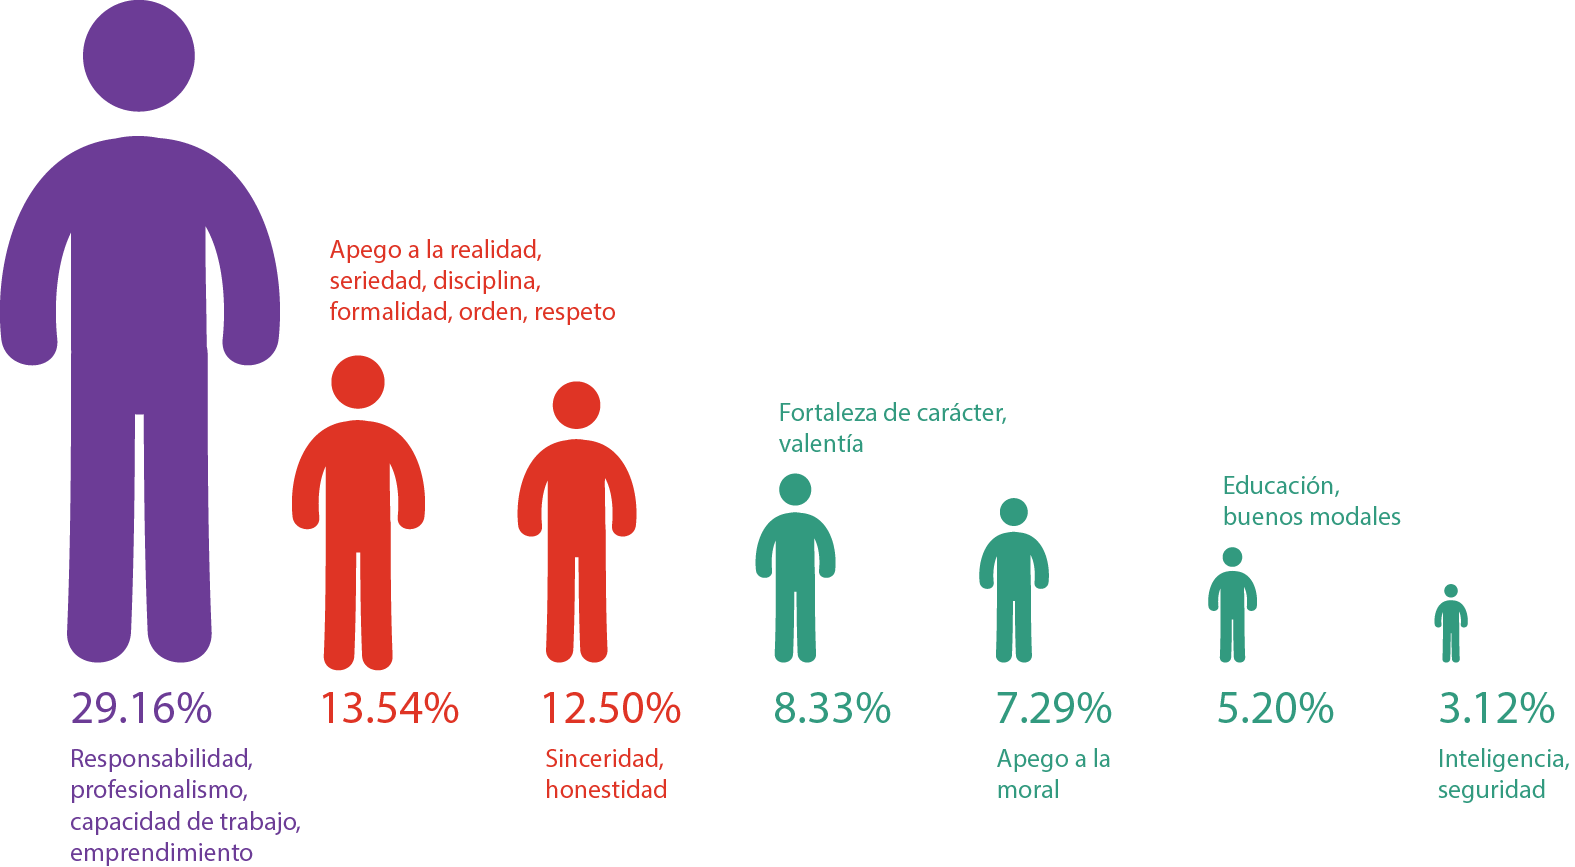 Apego a la realidad,
seriedad, disciplina,
formalidad, orden, respeto
Fortaleza de carácter,
valentía
Educación,
buenos modales
29.16%
13.54%
12.50%
8.33%
7.29%
5.20%
3.12%
Responsabilidad,
profesionalismo,
capacidad de trabajo,
emprendimiento
Sinceridad,
honestidad
Apego a la
moral
Inteligencia,
seguridad